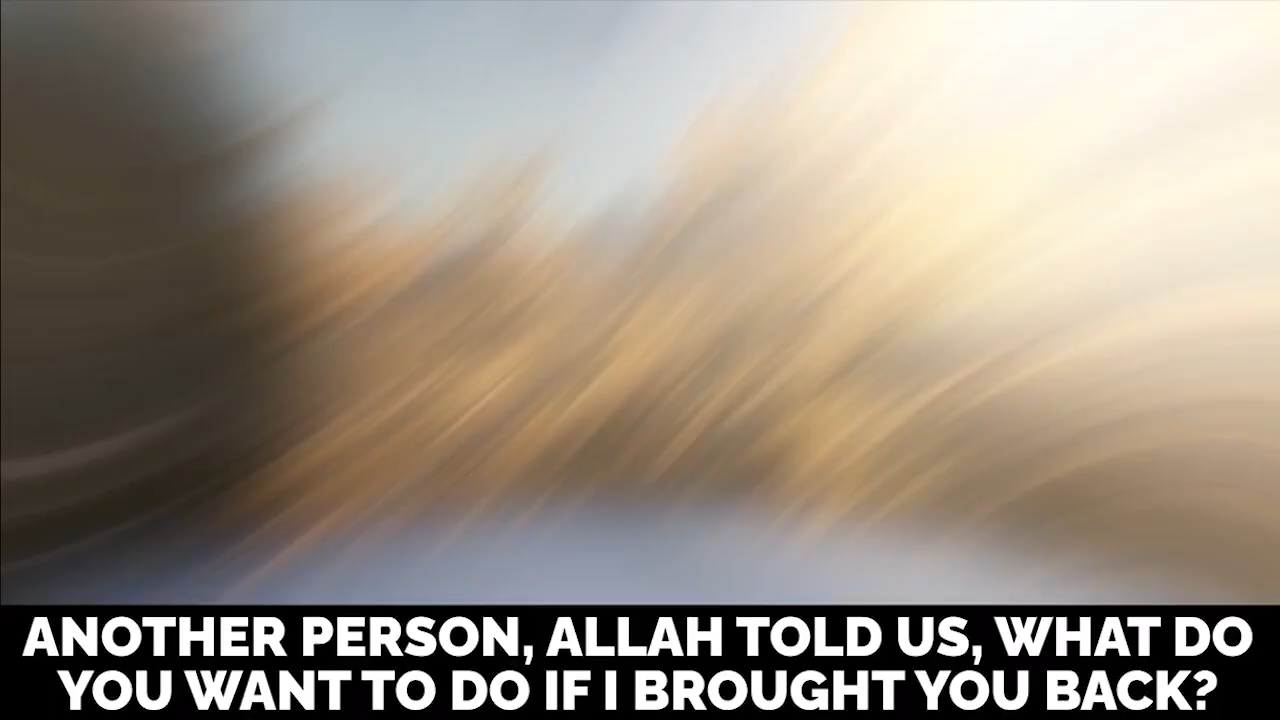 ANOTHER PERSON, ALLAH TOLD US, WHAT DO
YOU WANT TO DO IF I BROUGHT YOU BACK?